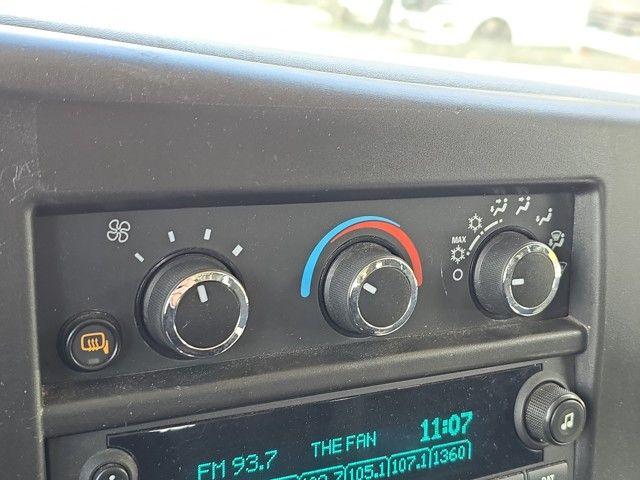 MAX
11:07
THE FAN
FM 93.7
105.1 107.1 1360